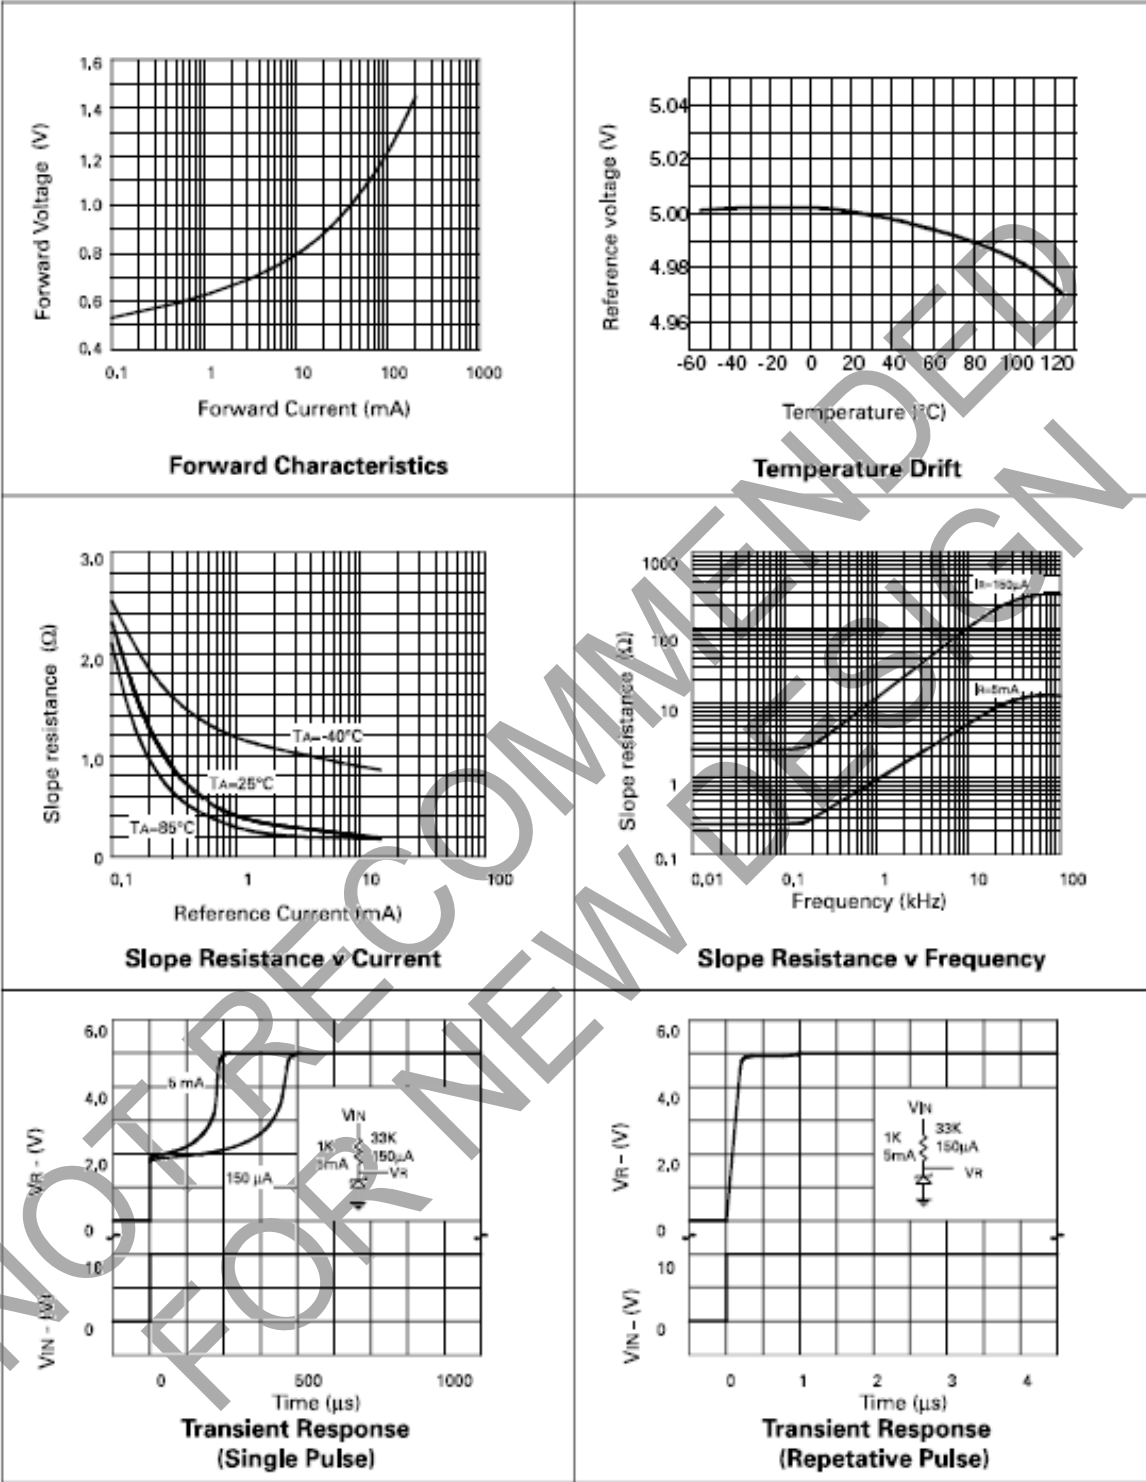 1.6
1.4
1.2
1.0
0.8
0.6
0.4
Forward Voltage (V)
0.1 1 10 100 1000
Forward Current (mA)
Forward Characteristics
5.04
5.02
5.00
4.98
4.96
Reference voltage (V)
-60 -40 -20 0 20 40 60 80 100 120
Temperature (°C)
Temperature Drift
3.0
2.0
1.0
0
Slope resistance (Ω)
TA=-40°C
TA=25°C
TA=85°C
0.1 1 10 100
Reference Current (mA)
Slope Resistance v Current
1000
100
10
1
0.1
Slope resistance (Ω)
IR=150µA
IR=5mA
0.01 0.1 1 10 100
Frequency (kHz)
Slope Resistance v Frequency
6.0
4.0
2.0
0
10
0
VR - (V)
VIN - (V)
5 mA
150 µA
VIN
1K 33K
5mA 150µA
VR
0 500 1000
Time (µs)
Transient Response
(Single Pulse)
6.0
4.0
2.0
0
10
0
VR - (V)
VIN - (V)
VIN
1K 33K
5mA 150µA
VR
0 1 2 3 4
Time (µs)
Transient Response
(Repetative Pulse)
NOT RECOMMENDED
FOR NEW DESIGN